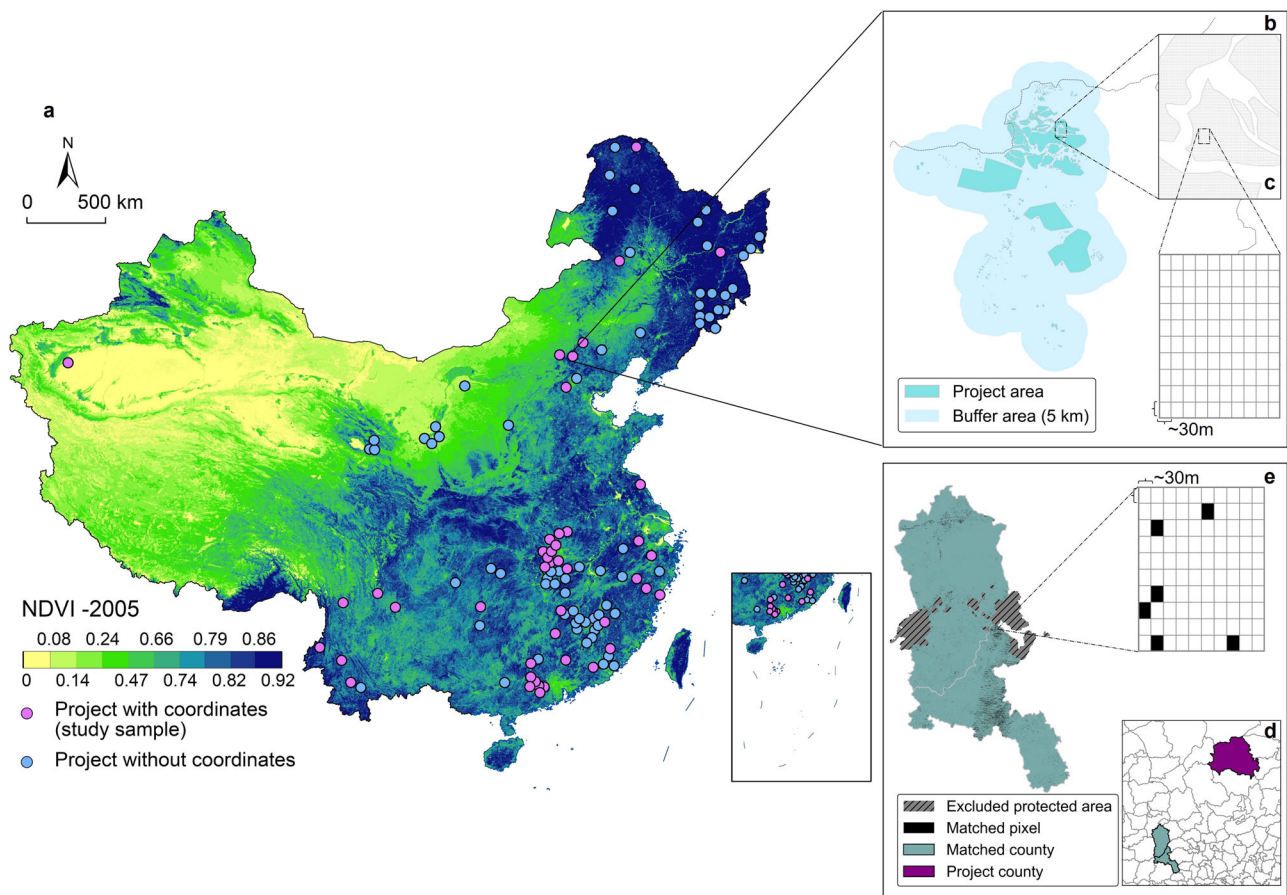 a
N
0 500 km
NDVI -2005
0.08 0.24 0.66 0.79 0.86
0 0.14 0.47 0.74 0.82 0.92
Project with coordinates
(study sample)
Project without coordinates
b
c
Project area
Buffer area (5 km)
~30m
e
~30m
d
Excluded protected area
Matched pixel
Matched county
Project county